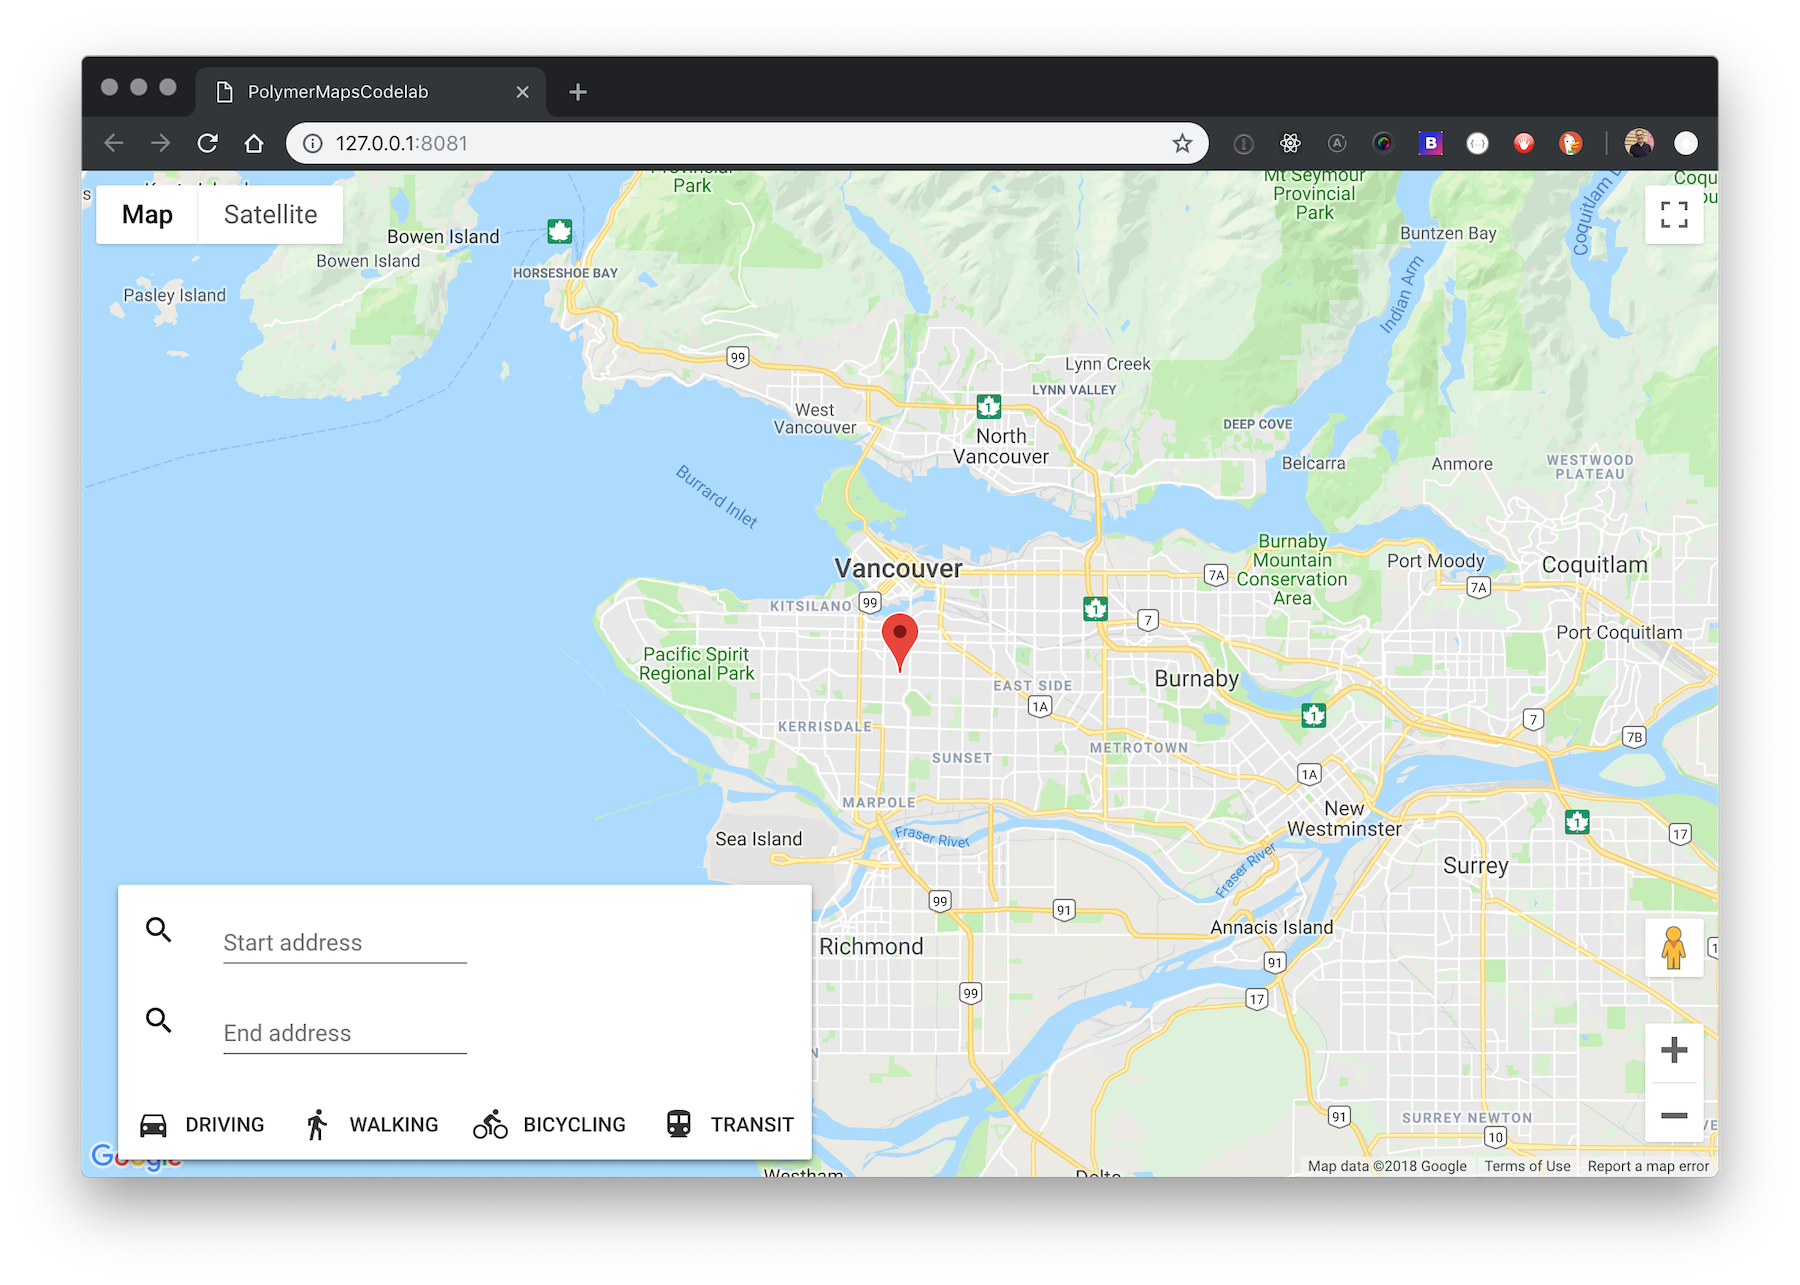 PolymerMapsCodelab
127.0.0.1:8081
B
Map
Satellite
Park
Mt Seymour
Provincial
Park
Bowen Island
Bowen Island
HORSESHOE BAY
Pasley Island
Buntzen Bay
Indian Arm
99
Lynn Creek
LYNN VALLEY
1
West
Vancouver
North
Vancouver
DEEP COVE
Belcarra
Anmore
WESTWOOD
PLATEAU
Burrard Inlet
Vancouver
Burnaby
Mountain
Conservation
Area
7A
Port Moody
7A
Coquitlam
KITSILANO
99
1
7
Port Coquitlam
Pacific Spirit
Regional Park
EAST SIDE
1A
Burnaby
1
7
7B
KERRISDALE
SUNSET
METROTOWN
1A
MARPOLE
New
Westminster
1
17
Sea Island
Fraser River
Fraser River
Surrey
99
91
Richmond
Annacis Island
91
99
17
Start address
End address
DRIVING
WALKING
BICYCLING
TRANSIT
91
SURREY NEWTON
10
Google
Westham
Delta
Map data ©2018 Google
Terms of Use
Report a map error